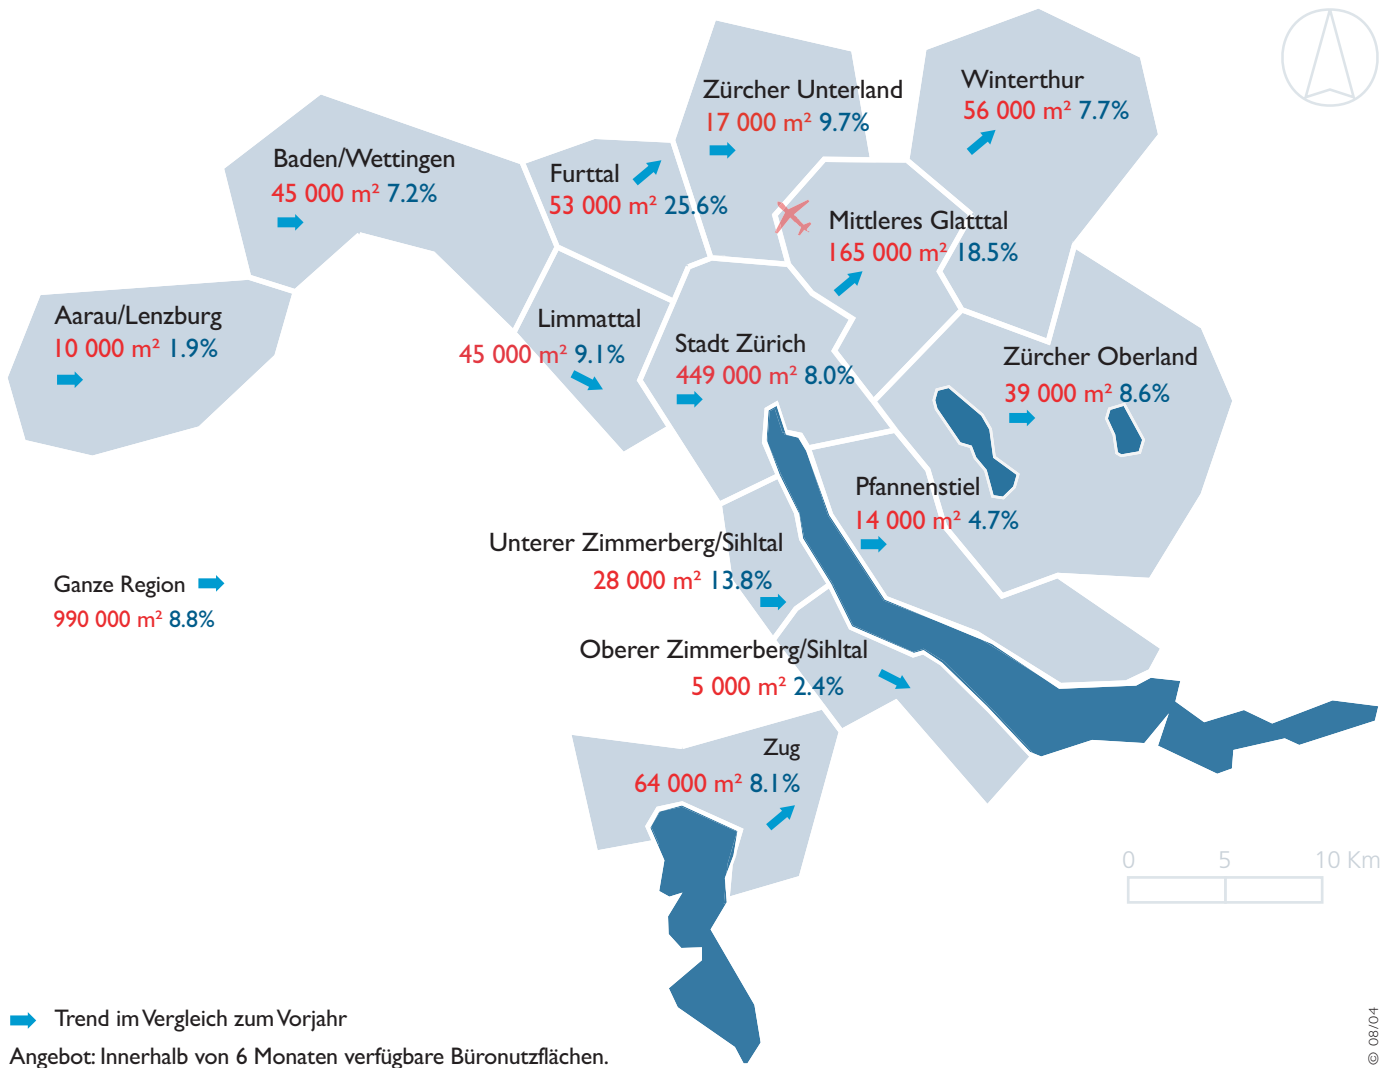 Zürcher Unterland
17 000 m² 9.7%
Winterthur
56 000 m² 7.7%
Baden/Wettingen
45 000 m² 7.2%
Furttal
53 000 m² 25.6%
Mittleres Glatttal
165 000 m² 18.5%
Aarau/Lenzburg
10 000 m² 1.9%
Limmattal
45 000 m² 9.1%
Stadt Zürich
449 000 m² 8.0%
Zürcher Oberland
39 000 m² 8.6%
Pfannenstiel
14 000 m² 4.7%
Unterer Zimmerberg/Sihltal
28 000 m² 13.8%
Ganze Region
990 000 m² 8.8%
Oberer Zimmerberg/Sihltal
5 000 m² 2.4%
Zug
64 000 m² 8.1%
0 5 10 Km
Trend im Vergleich zum Vorjahr
Angebot: Innerhalb von 6 Monaten verfügbare Büronutzflächen.
© 08/04